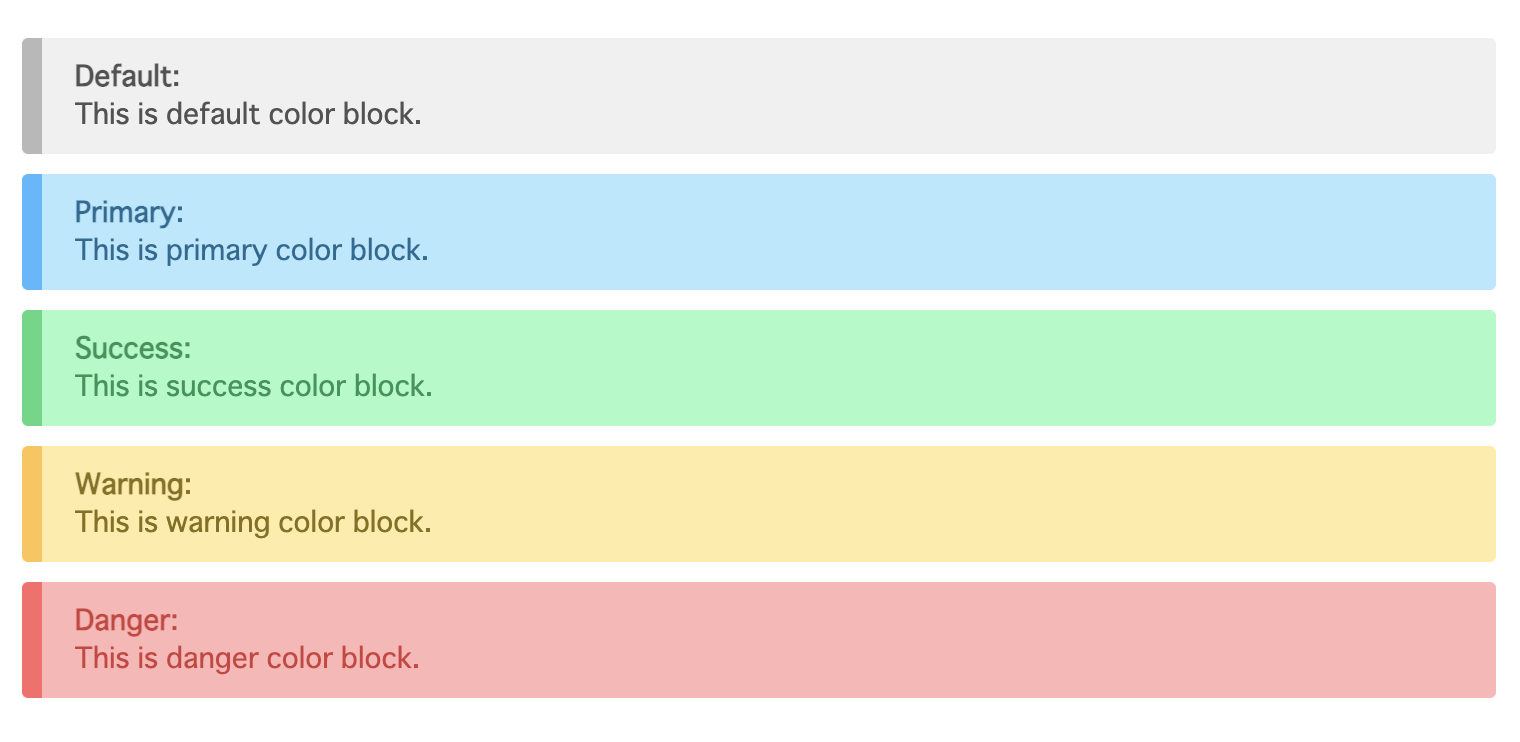 Default:
This is default color block.
Primary:
This is primary color block.
Success:
This is success color block.
Warning:
This is warning color block.
Danger:
This is danger color block.